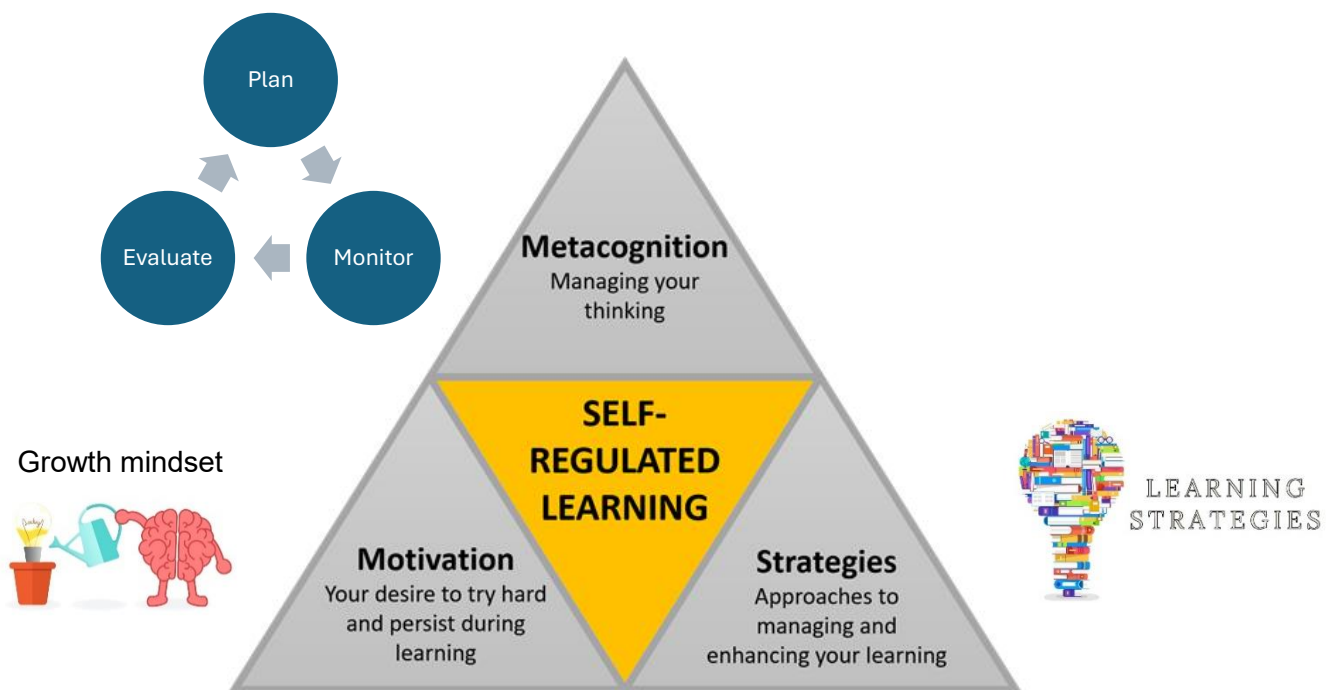 Plan
Evaluate
Monitor
Metacognition
Managing your
thinking
SELF-
REGULATED
LEARNING
Growth mindset
Motivation
Your desire to try hard
and persist during
learning
Strategies
Approaches to
managing and
enhancing your learning
LEARNING
STRATEGIES